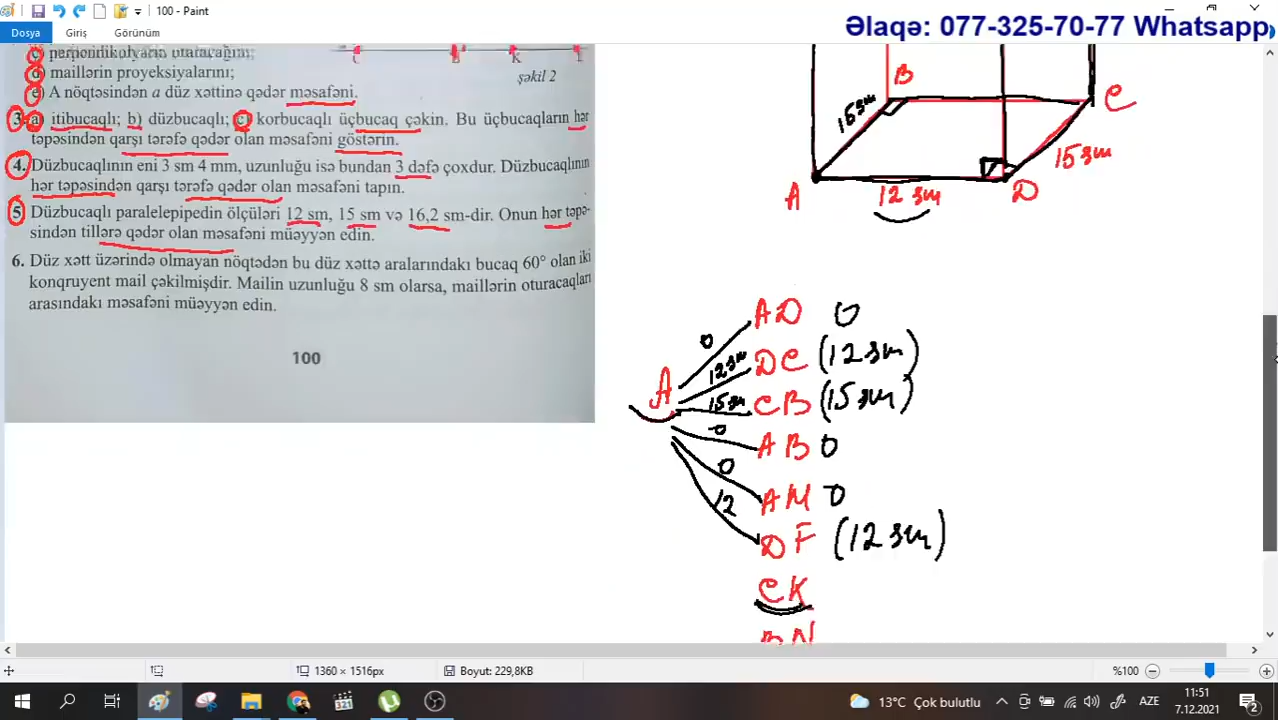 100 - Paint
Dosya Giriş Görünüm
Əlaqə: 077-325-70-77 Whatsapp
c) perpendikulyarın oturacağını;
d) maillərin proyeksiyalarını;
e) A nöqtəsindən a düz xəttinə qədər məsafəni.
C B K
şəkil 2
3. a) itibucaqlı; b) düzbucaqlı; c) korbucaqlı üçbucaq çəkin. Bu üçbucaqların hər
təpəsindən qarşı tərəfə qədər olan məsafəni göstərin.
4. Düzbucaqlının eni 3 sm 4 mm, uzunluğu isə bundan 3 dəfə çoxdur. Düzbucaqlının
hər təpəsindən qarşı tərəfə qədər olan məsafəni tapın.
5 Düzbucaqlı paralelepipedin ölçüləri 12 sm, 15 sm və 16,2 sm-dir. Onun hər təpə-
sindən tillərə qədər olan məsafəni müəyyən edin.
6. Düz xətt üzərində olmayan nöqtədən bu düz xəttə aralarındakı bucaq 60° olan iki
konqruyent mail çəkilmişdir. Mailin uzunluğu 8 sm olarsa, maillərin oturacaqları
arasındakı məsafəni müəyyən edin.
100
B
C
15 sm
15 sm
A 12 sm D
A
0 AD 0
12 sm DC (12 sm)
15 sm CB (15 sm)
0 AB 0
0 AM 0
12 DF (12 sm)
CK
BN
1360 × 1516px
Boyut: 229,8KB
%100
13°C Çok bulutlu
AZE
11:51
7.12.2021
2